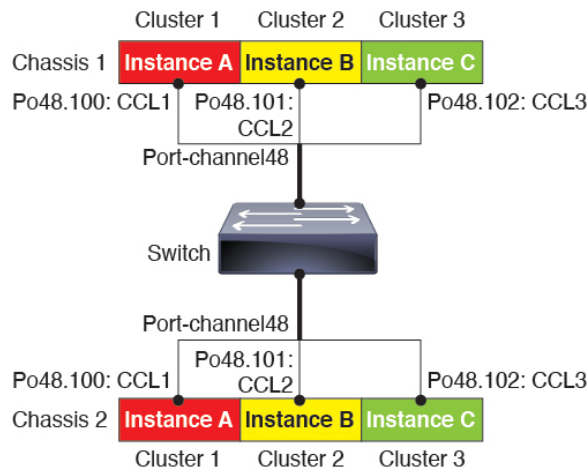 Cluster 1 Cluster 2 Cluster 3
Chassis 1 Instance A Instance B Instance C
Po48.100: CCL1 Po48.101: Po48.102: CCL3
CCL2
Port-channel48
Switch
Port-channel48
Po48.101:
Po48.100: CCL1 CCL2 Po48.102: CCL3
Chassis 2 Instance A Instance B Instance C
Cluster 1 Cluster 2 Cluster 3